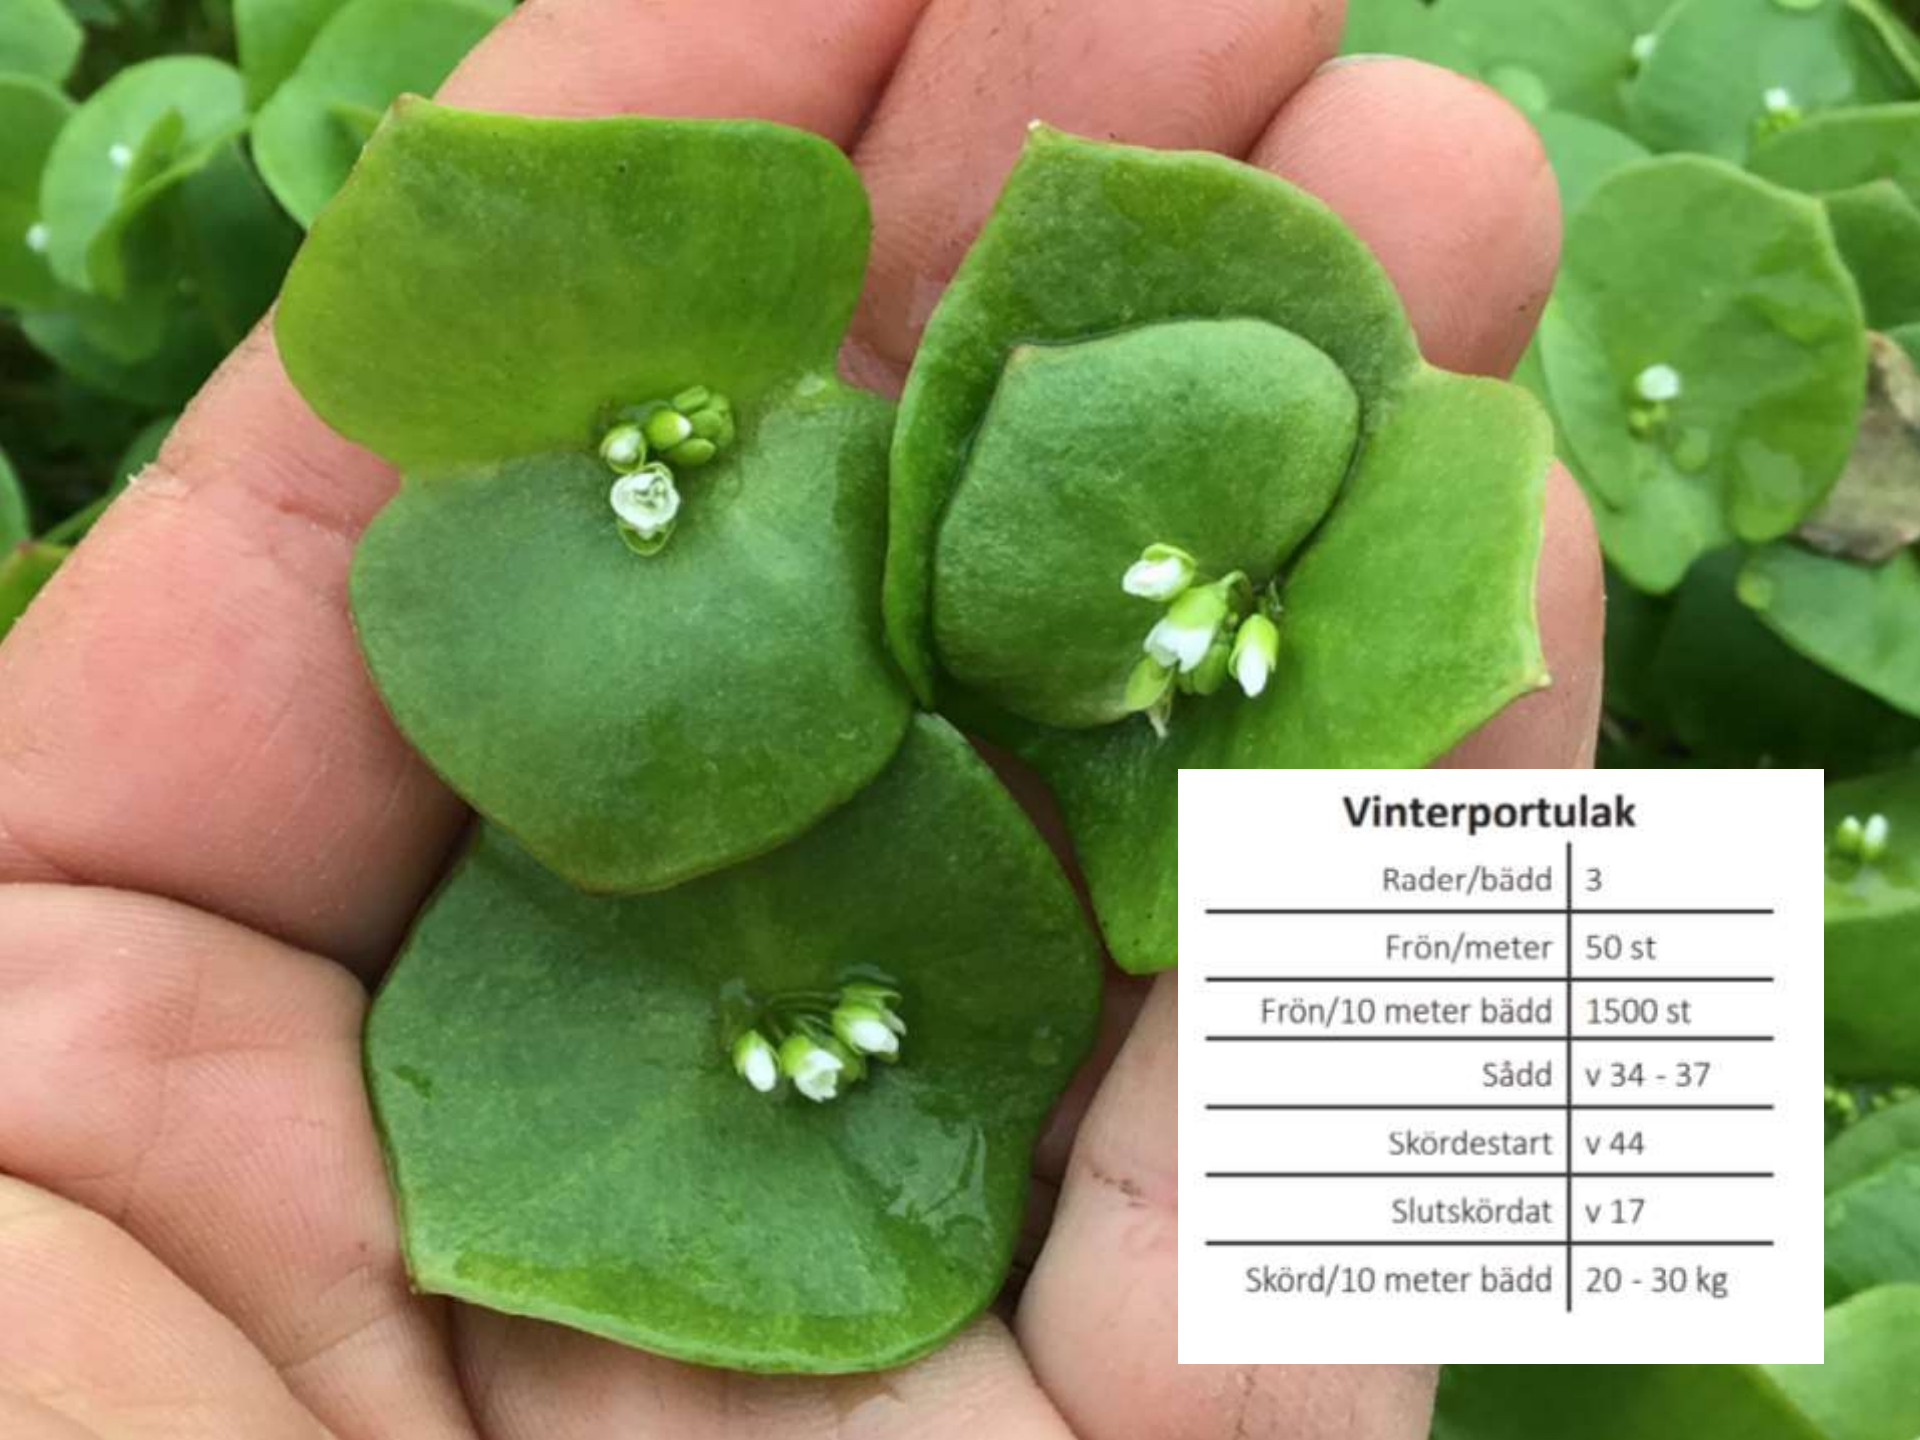 Vinterportulak
Rader/bädd 3
Frön/meter 50 st
Frön/10 meter bädd 1500 st
Sådd v 34 - 37
Skördestart v 44
Slutskördat v 17
Skörd/10 meter bädd 20 - 30 kg